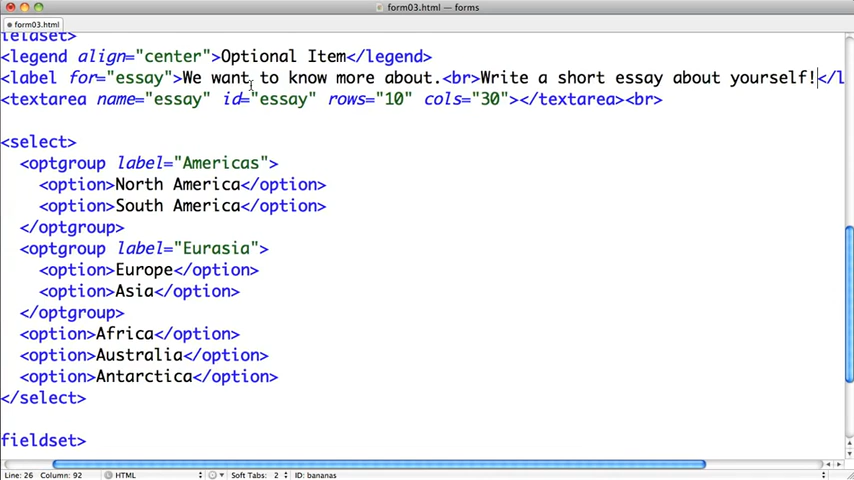 form03.html — forms
form03.html
ieldset>
<legend align="center">Optional Item</legend>
<label for="essay">We want to know more about.<br>Write a short essay about yourself!</l
<textarea name="essay" id="essay" rows="10" cols="30"></textarea><br>
<select>
<optgroup label="Americas">
<option>North America</option>
<option>South America</option>
</optgroup>
<optgroup label="Eurasia">
<option>Europe</option>
<option>Asia</option>
</optgroup>
<option>Africa</option>
<option>Australia</option>
<option>Antarctica</option>
</select>
fieldset>
Line: 26 Column: 92 HTML Soft Tabs: 2 ID: bananas